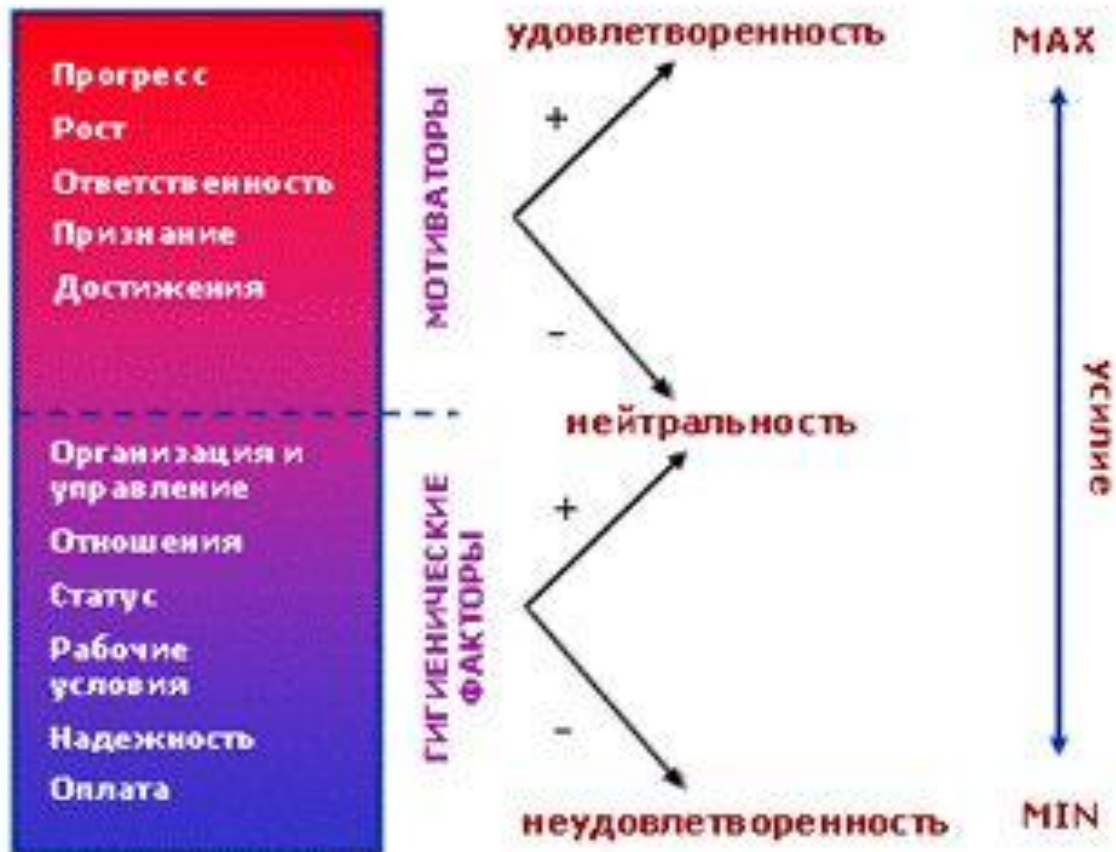 Прогресс
Рост
Ответственность
Признание
Достижения
Организация и
управление
Отношения
Статус
Рабочие
условия
Надежность
Оплата
МОТИВАТОРЫ
ГИГИЕНИЧЕСКИЕ
ФАКТОРЫ
удовлетворенность
+
-
нейтральность
+
-
неудовлетворенность
MAX
усилие
MIN